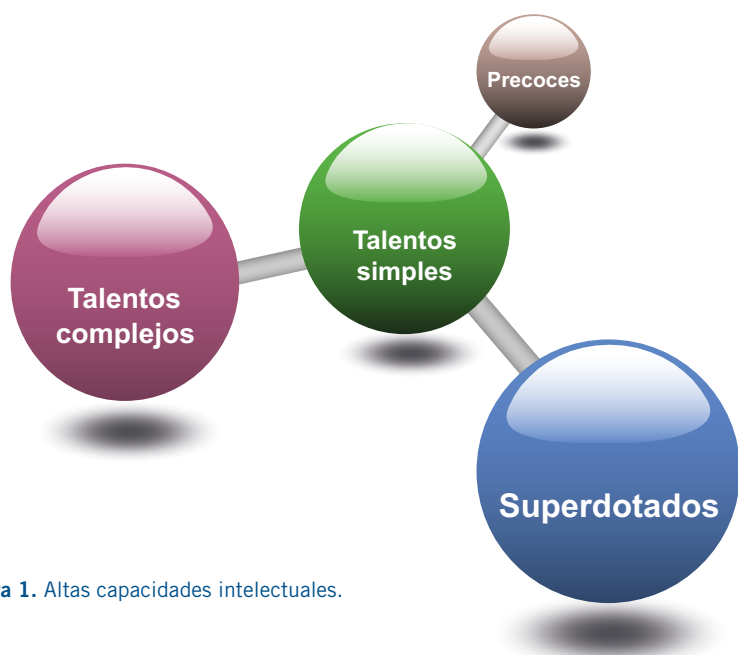 Precoces
Talentos
simples
Talentos
complejos
Superdotados
a 1. Altas capacidades intelectuales.